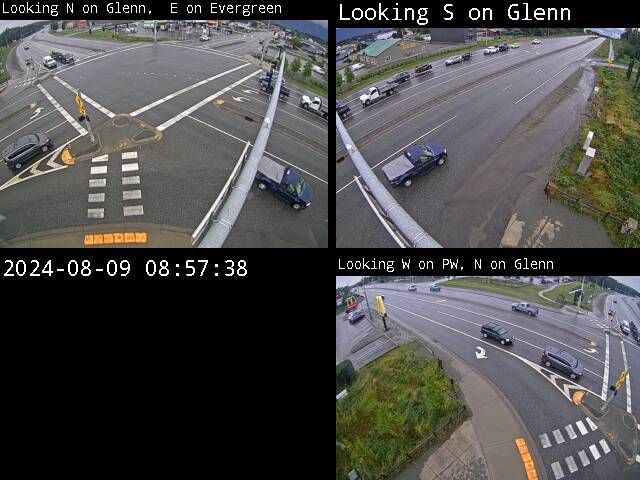 Looking N on Glenn, E on Evergreen
Looking S on Glenn
2024-08-09 08:57:38
Looking W on PW, N on Glenn